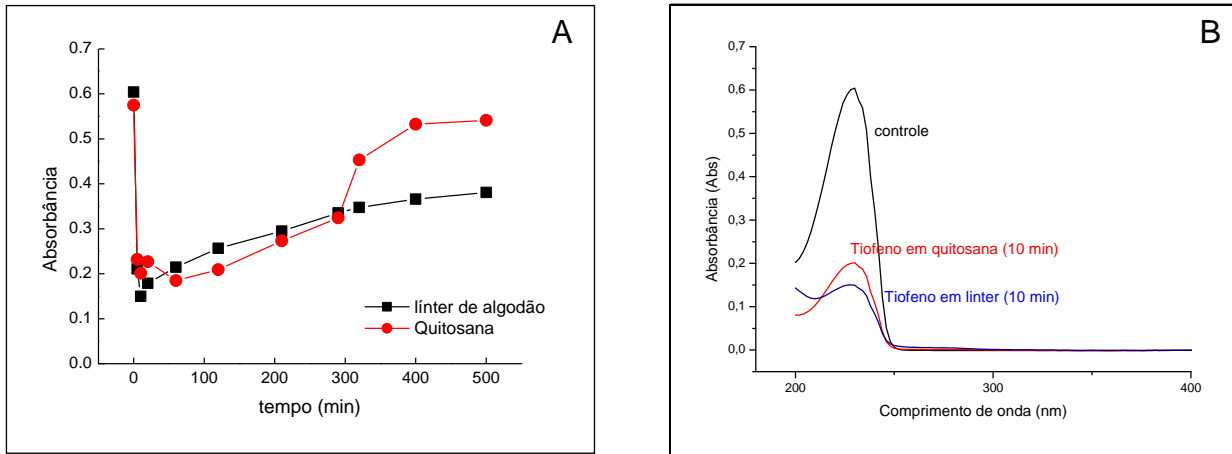 A
0.7
0.6
0.5
0.4
0.3
0.2
0.1
0.0
Absorbância
línter de algodão
Quitosana
0 100 200 300 400 500
tempo (min)
B
0,7
0,6
0,5
0,4
0,3
0,2
0,1
0,0
Absorbância (Abs)
controle
Tiofeno em quitosana (10 min)
Tiofeno em linter (10 min)
200 300 400
Comprimento de onda (nm)